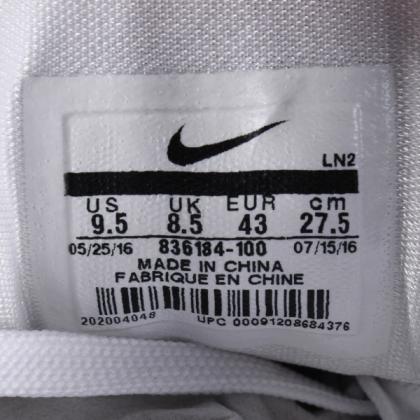 LN2
US UK EUR cm
9.5 8.5 43 27.5
05/25/16 836184-100 07/15/16
MADE IN CHINA
FABRIQUE EN CHINE
202004048 UPC 00091208684376